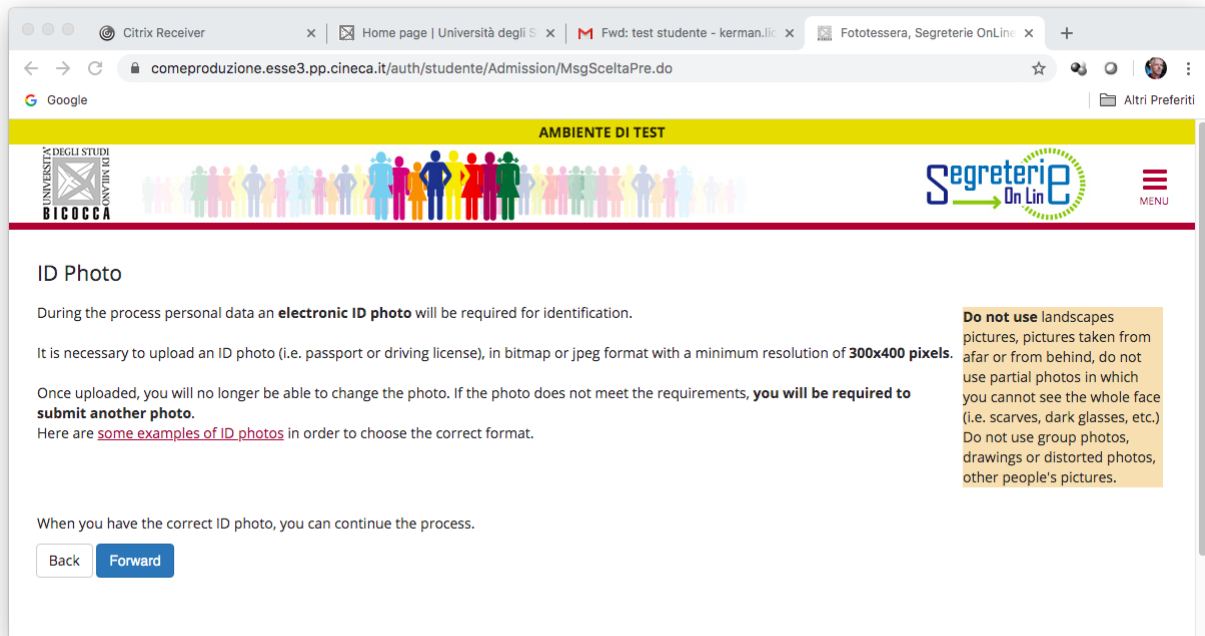 Citrix Receiver
Home page | Università degli S
Fwd: test studente - kerman.lic
Fototessera, Segreterie OnLine
comeproduzione.esse3.pp.cineca.it/auth/studente/Admission/MsgSceltaPre.do
Google
Altri Preferiti
AMBIENTE DI TEST
UNIVERSITA'
DEGLI STUDI
DI MILANO
BICOCCA
Segreterie
On Line
MENU
ID Photo
During the process personal data an electronic ID photo will be required for identification.
It is necessary to upload an ID photo (i.e. passport or driving license), in bitmap or jpeg format with a minimum resolution of 300x400 pixels.
Once uploaded, you will no longer be able to change the photo. If the photo does not meet the requirements, you will be required to
submit another photo.
Here are some examples of ID photos in order to choose the correct format.
Do not use landscapes
pictures, pictures taken from
afar or from behind, do not
use partial photos in which
you cannot see the whole face
(i.e. scarves, dark glasses, etc.)
Do not use group photos,
drawings or distorted photos,
other people's pictures.
When you have the correct ID photo, you can continue the process.
Back
Forward